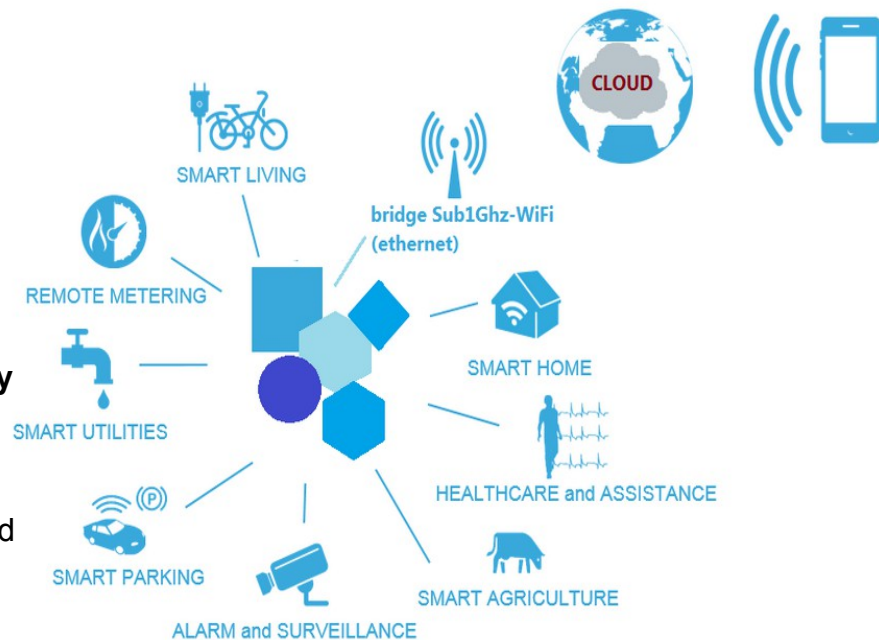 CLOUD
SMART LIVING
bridge Sub1Ghz-WiFi
(ethernet)
REMOTE METERING
SMART HOME
y
SMART UTILITIES
HEALTHCARE and ASSISTANCE
(P)
d
SMART PARKING
SMART AGRICULTURE
ALARM and SURVEILLANCE